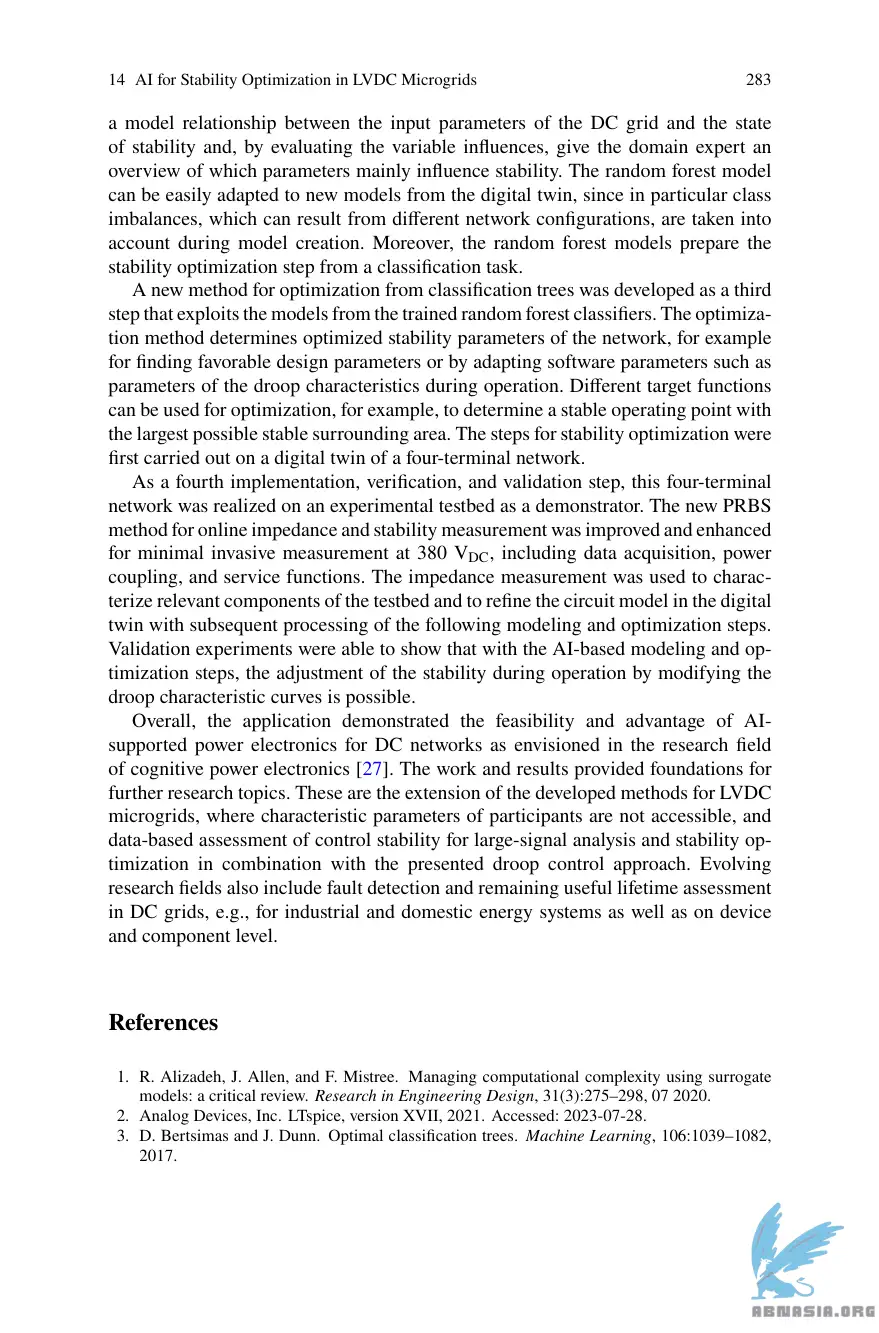 14 AI for Stability Optimization in LVDC Microgrids 283
a model relationship between the input parameters of the DC grid and the state
of stability and, by evaluating the variable influences, give the domain expert an
overview of which parameters mainly influence stability. The random forest model
can be easily adapted to new models from the digital twin, since in particular class
imbalances, which can result from different network configurations, are taken into
account during model creation. Moreover, the random forest models prepare the
stability optimization step from a classification task.
A new method for optimization from classification trees was developed as a third
step that exploits the models from the trained random forest classifiers. The optimiza-
tion method determines optimized stability parameters of the network, for example
for finding favorable design parameters or by adapting software parameters such as
parameters of the droop characteristics during operation. Different target functions
can be used for optimization, for example, to determine a stable operating point with
the largest possible stable surrounding area. The steps for stability optimization were
first carried out on a digital twin of a four-terminal network.
As a fourth implementation, verification, and validation step, this four-terminal
network was realized on an experimental testbed as a demonstrator. The new PRBS
method for online impedance and stability measurement was improved and enhanced
for minimal invasive measurement at 380 VDC, including data acquisition, power
coupling, and service functions. The impedance measurement was used to charac-
terize relevant components of the testbed and to refine the circuit model in the digital
twin with subsequent processing of the following modeling and optimization steps.
Validation experiments were able to show that with the AI-based modeling and op-
timization steps, the adjustment of the stability during operation by modifying the
droop characteristic curves is possible.
Overall, the application demonstrated the feasibility and advantage of AI-
supported power electronics for DC networks as envisioned in the research field
of cognitive power electronics [27]. The work and results provided foundations for
further research topics. These are the extension of the developed methods for LVDC
microgrids, where characteristic parameters of participants are not accessible, and
data-based assessment of control stability for large-signal analysis and stability op-
timization in combination with the presented droop control approach. Evolving
research fields also include fault detection and remaining useful lifetime assessment
in DC grids, e.g., for industrial and domestic energy systems as well as on device
and component level.
References
1. R. Alizadeh, J. Allen, and F. Mistree. Managing computational complexity using surrogate
models: a critical review. Research in Engineering Design, 31(3):275–298, 07 2020.
2. Analog Devices, Inc. LTspice, version XVII, 2021. Accessed: 2023-07-28.
3. D. Bertsimas and J. Dunn. Optimal classification trees. Machine Learning, 106:1039–1082,
2017.
ABNASIA.ORG